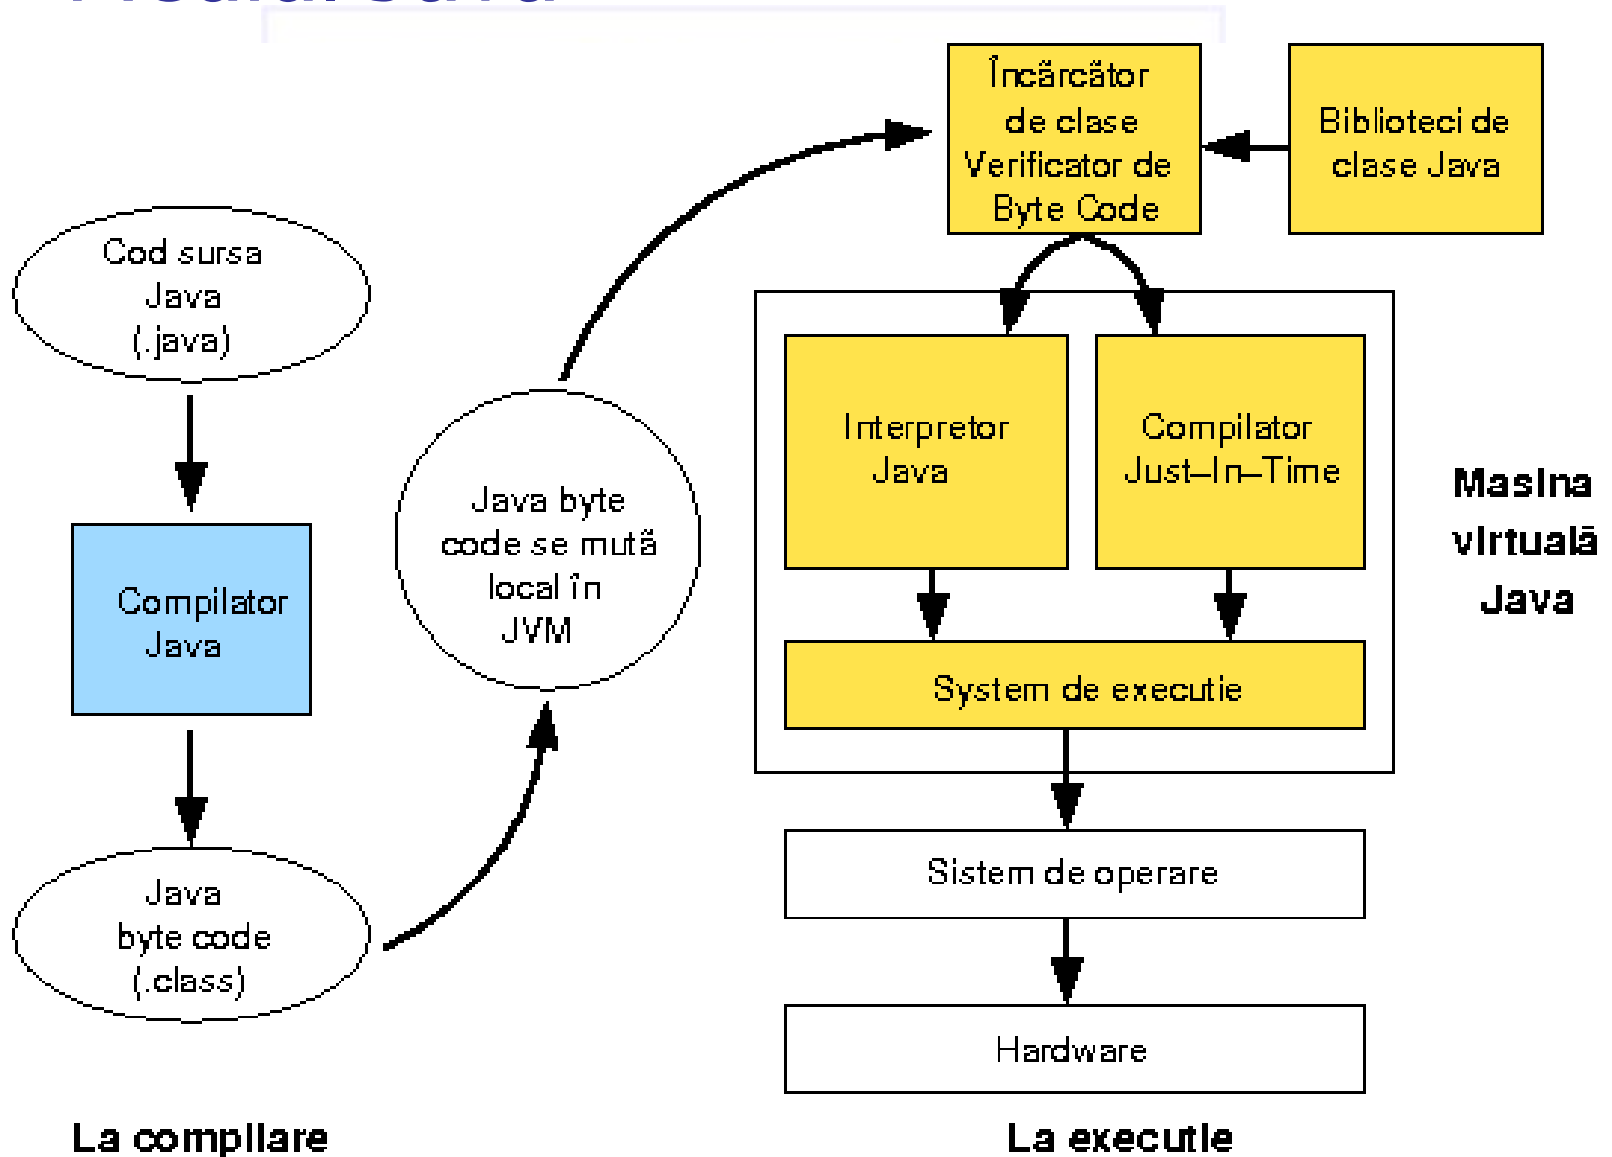 Încărcător
de clase
Verificator de
Byte Code
Biblioteci de
clase Java
Cod sursa
Java
(.java)
Interpretor
Java
Compilator
Just–In–Time
Masina
virtuală
Java
Java byte
code se mută
local în
JVM
Compilator
Java
System de executie
Java
byte code
(.class)
Sistem de operare
Hardware
La compilare
La executie